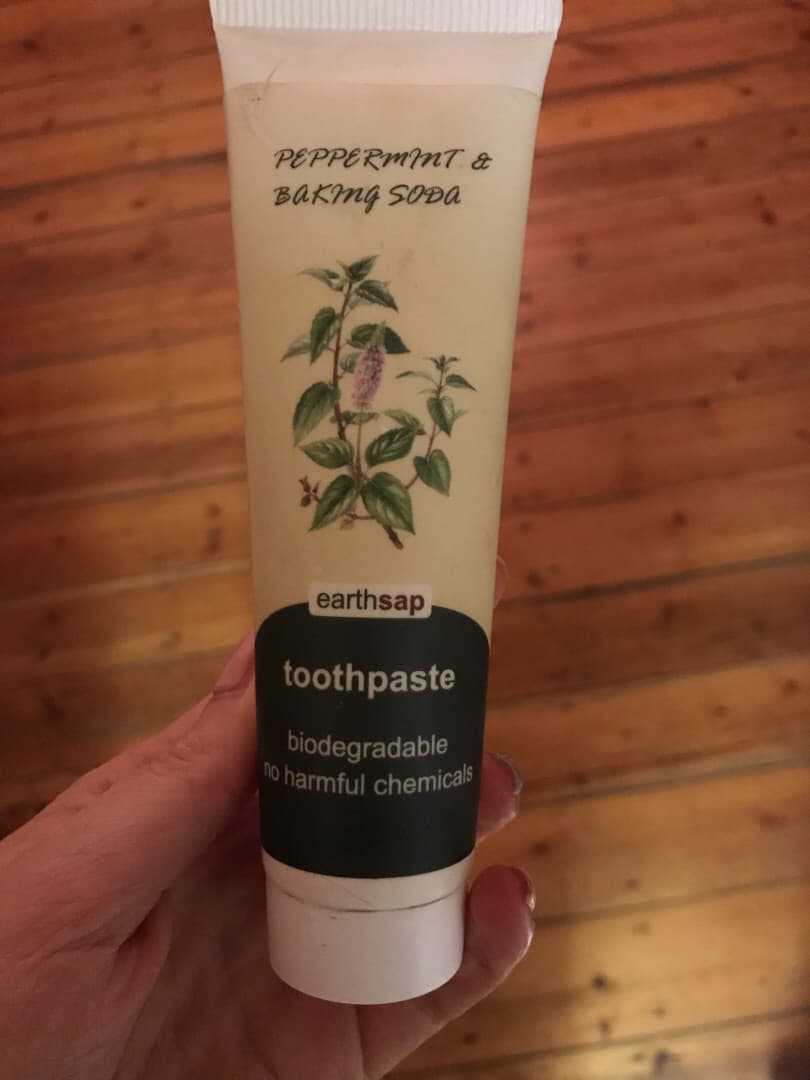 PEPPERMINT &
BAKING SODA
earthsap
toothpaste
biodegradable
no harmful chemicals